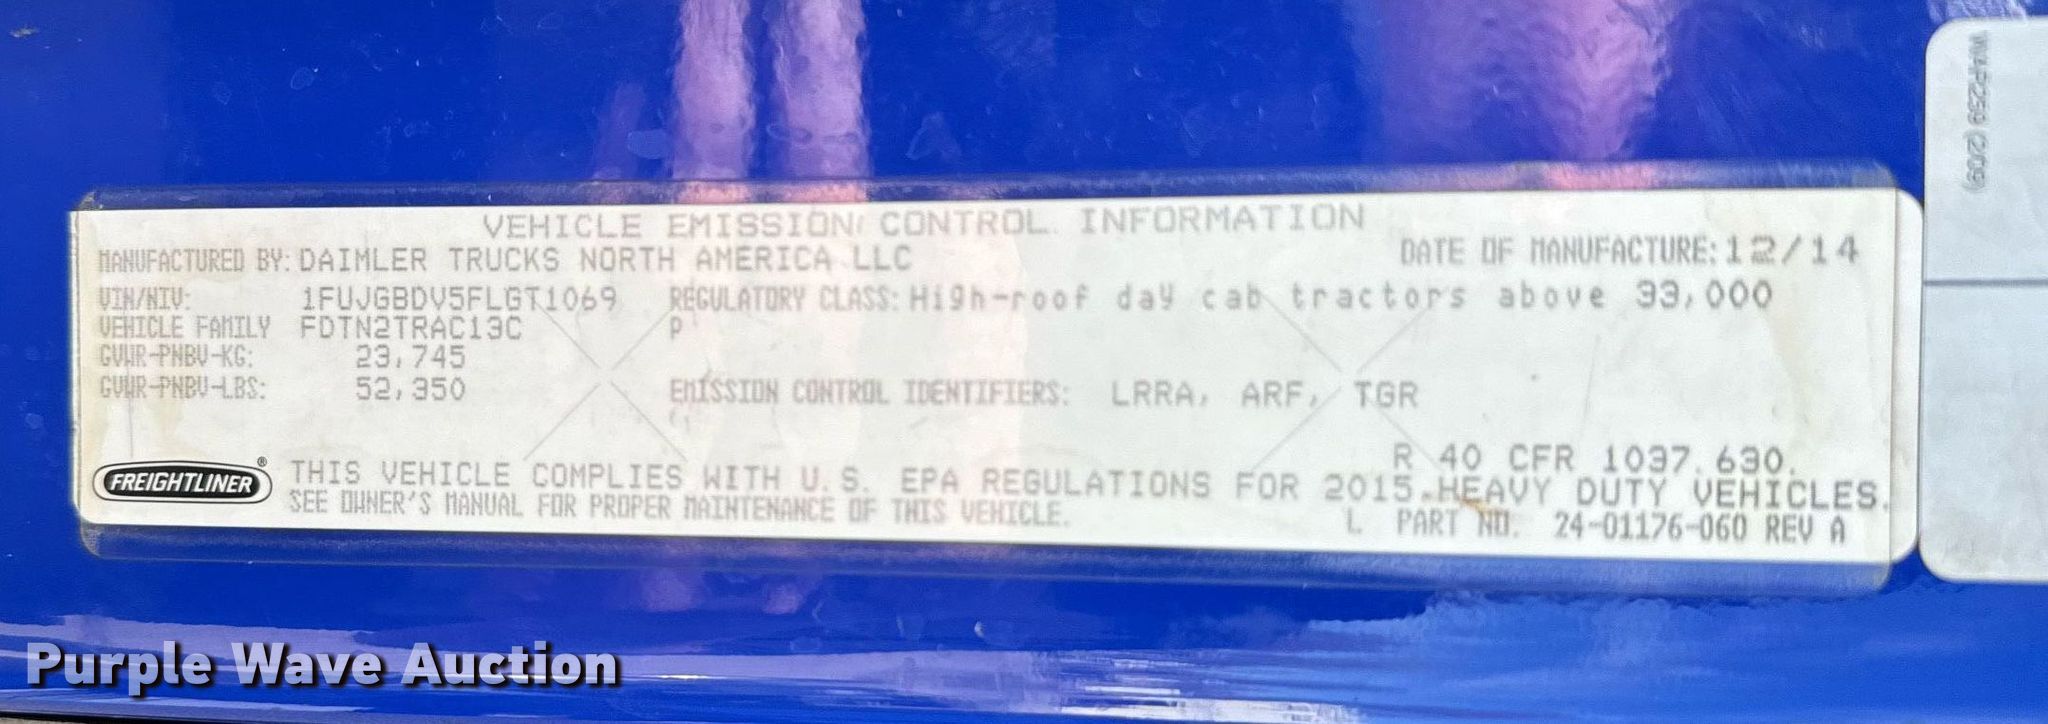 VEHICLE EMISSION CONTROL INFORMATION
MANUFACTURED BY: DAIMLER TRUCKS NORTH AMERICA LLC
DATE OF MANUFACTURE: 12/14
VIN/NIV: 1FUJGBDV5FLGT1069
REGULATORY CLASS: High-roof day cab tractors above 33,000
P
VEHICLE FAMILY FDTN2TRAC13C
GVWR-PNBV-KG: 23,745
GVWR-PNBV-LBS: 52,350
EMISSION CONTROL IDENTIFIERS: LRRA, ARF, TGR
R 40 CFR 1037.630.
FREIGHTLINER®
THIS VEHICLE COMPLIES WITH U.S. EPA REGULATIONS FOR 2015 HEAVY DUTY VEHICLES.
SEE OWNER'S MANUAL FOR PROPER MAINTENANCE OF THIS VEHICLE.
L PART NO. 24-01176-060 REV A
Purple Wave Auction